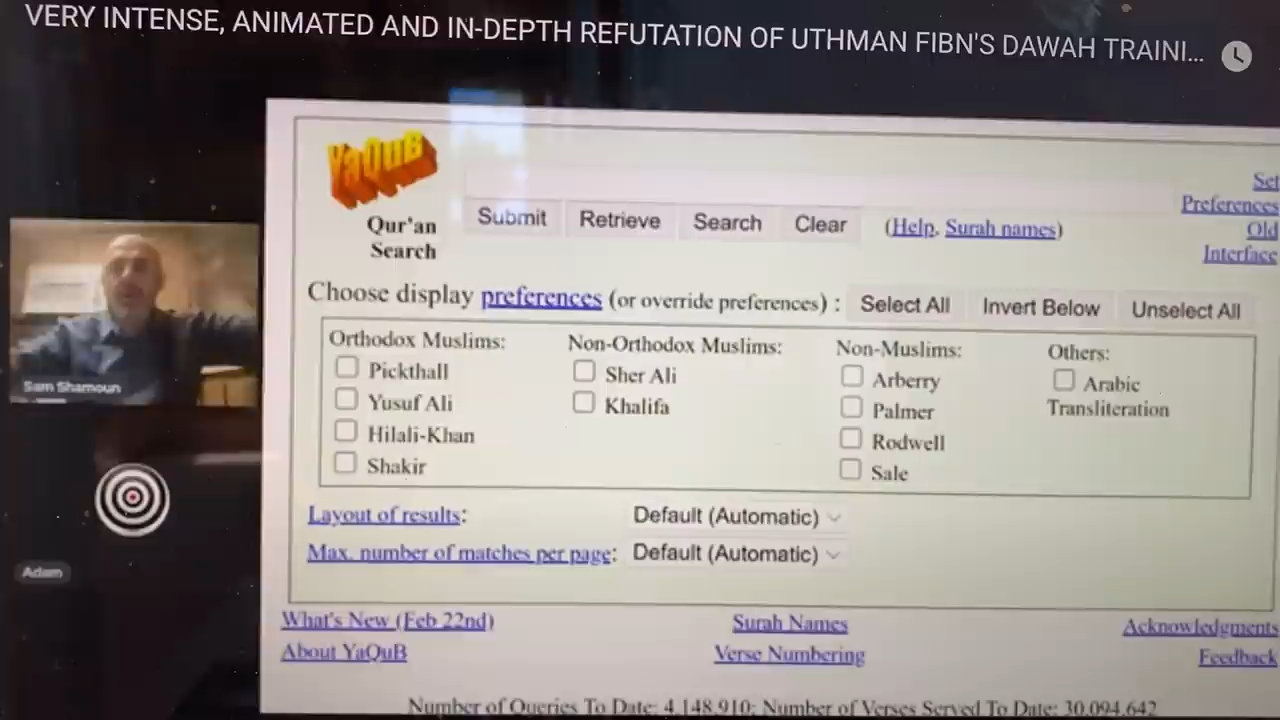 VERY INTENSE, ANIMATED AND IN-DEPTH REFUTATION OF UTHMAN FIBN'S DAWAH TRAINI...
YaQuB
Qur'an
Search
Submit Retrieve Search Clear (Help, Surah names)
Set
Preferences
Old
Interface
Choose display preferences (or override preferences) : Select All Invert Below Unselect All
Orthodox Muslims: Non-Orthodox Muslims: Non-Muslims: Others:
Pickthall Sher Ali Arberry Arabic
Yusuf Ali Khalifa Palmer Transliteration
Hilali-Khan Rodwell
Shakir Sale
Layout of results: Default (Automatic)
Max. number of matches per page: Default (Automatic)
What's New (Feb 22nd) Surah Names Acknowledgments
About YaQuB Verse Numbering Feedback
Number of Queries To Date: 4,148,910; Number of Verses Served To Date: 30,094,642
Sam Shamoun
Adam